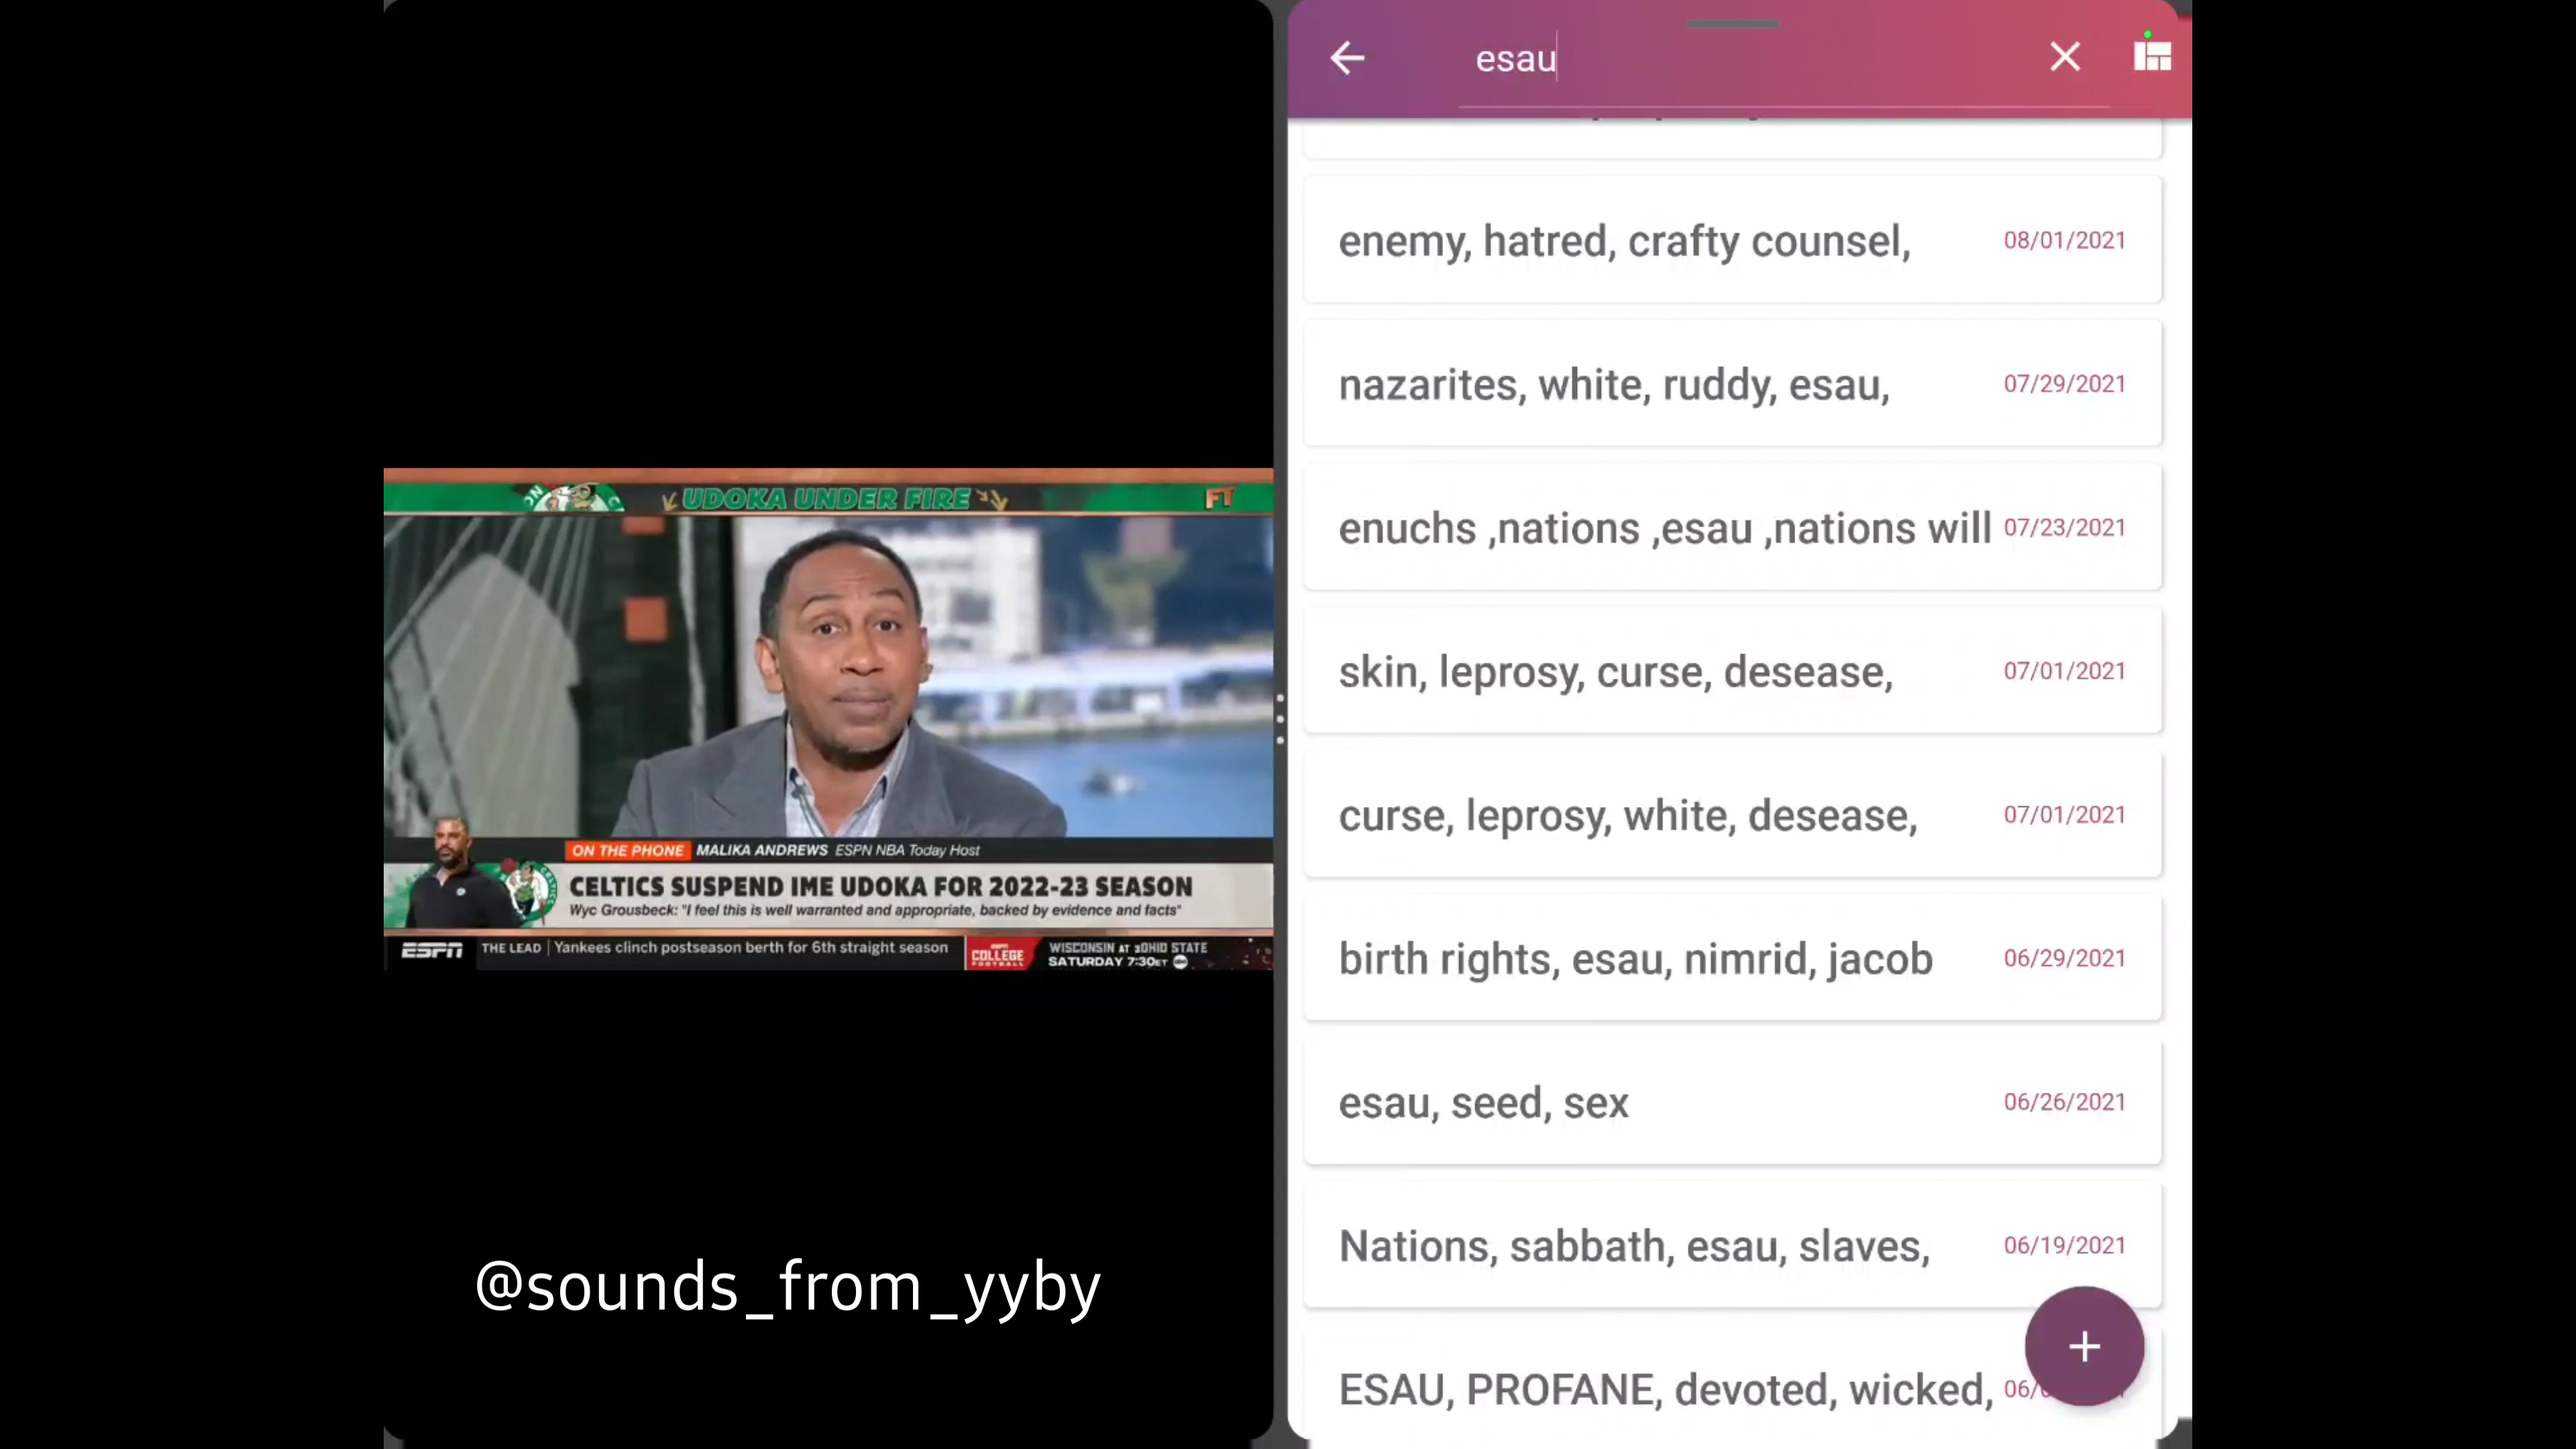 UDOKA UNDER FIRE
FT
ON THE PHONE MALIKA ANDREWS ESPN NBA Today Host
CELTICS SUSPEND IME UDOKA FOR 2022-23 SEASON
Wyc Grousbeck: "I feel this is well warranted and appropriate, backed by evidence and facts"
ESPN THE LEAD | Yankees clinch postseason berth for 6th straight season
COLLEGE FOOTBALL
WISCONSIN AT 3 OHIO STATE
SATURDAY 7:30ET abc
@sounds_from_yyby
esau
enemy, hatred, crafty counsel, 08/01/2021
nazarites, white, ruddy, esau, 07/29/2021
enuchs ,nations ,esau ,nations will 07/23/2021
skin, leprosy, curse, desease, 07/01/2021
curse, leprosy, white, desease, 07/01/2021
birth rights, esau, nimrid, jacob 06/29/2021
esau, seed, sex 06/26/2021
Nations, sabbath, esau, slaves, 06/19/2021
ESAU, PROFANE, devoted, wicked, 06/